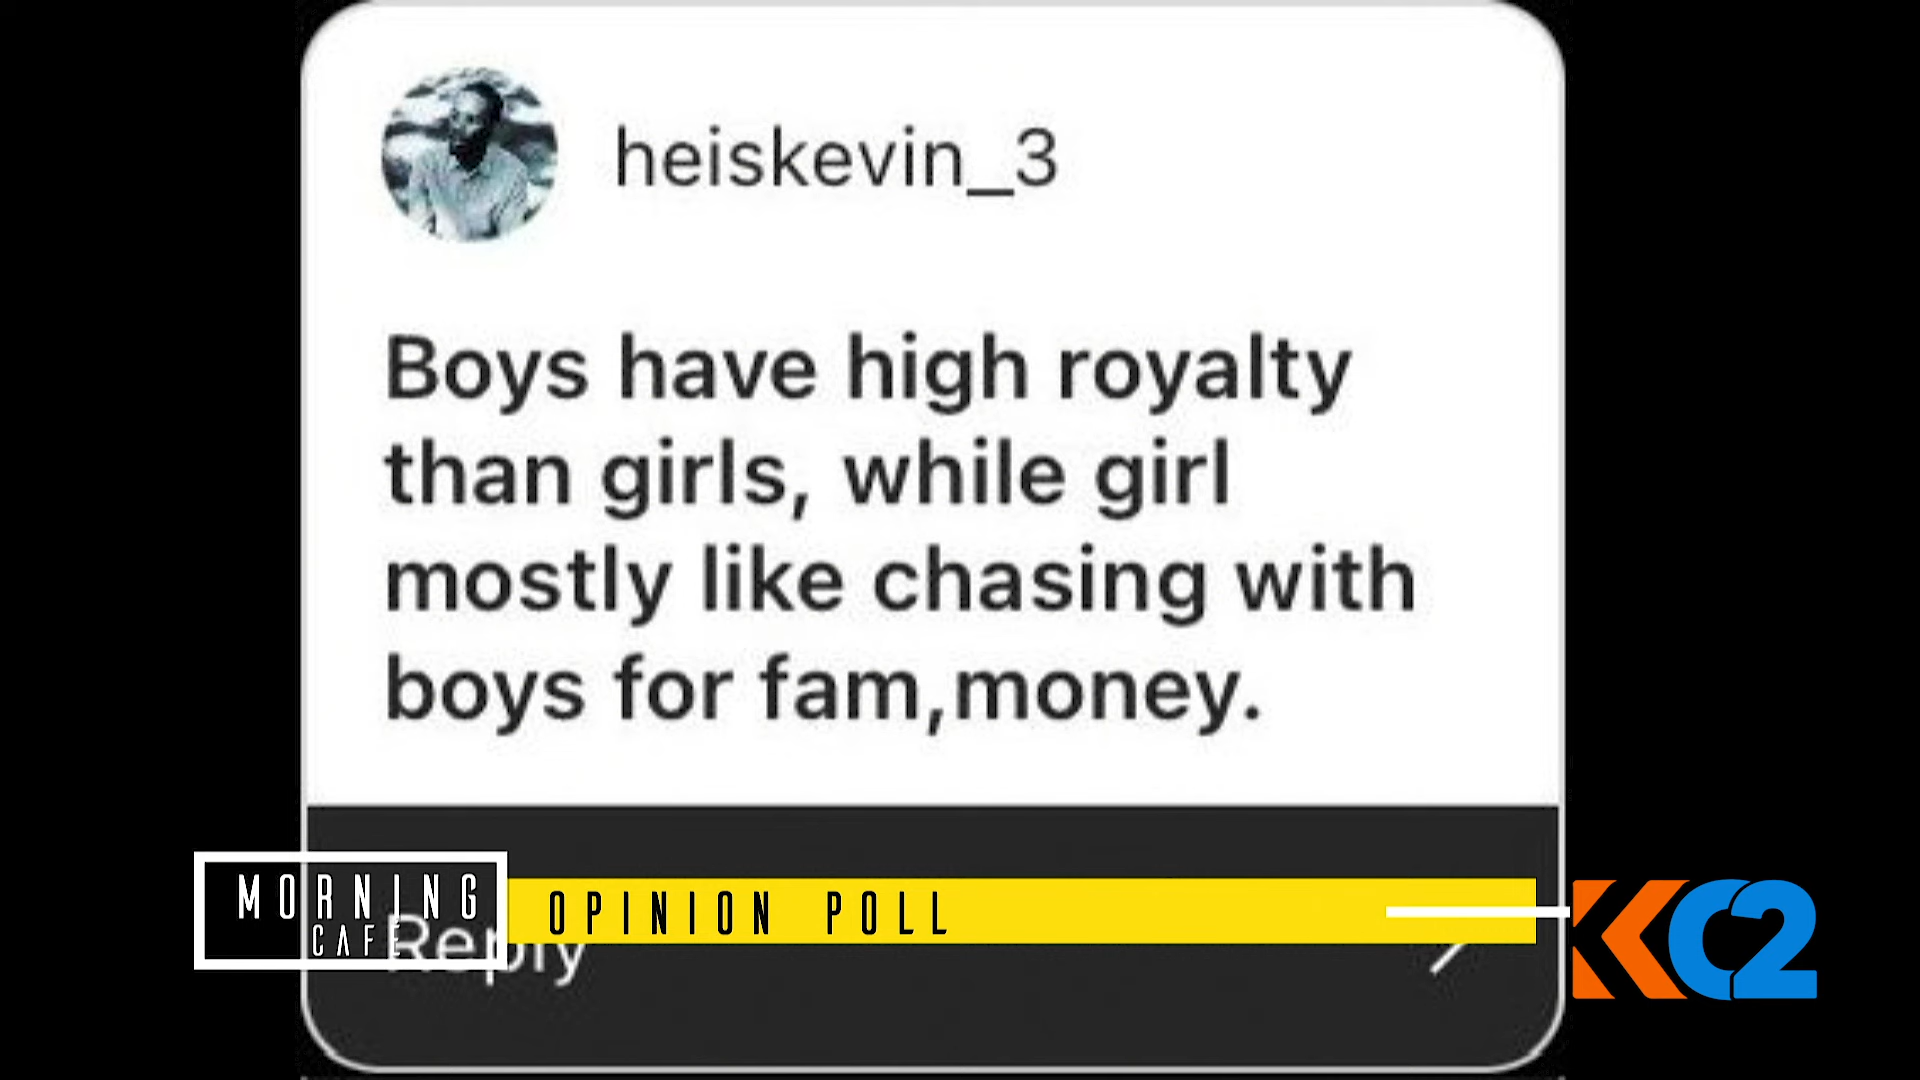 heiskevin_3
Boys have high royalty
than girls, while girl
mostly like chasing with
boys for fam,money.
MORNING
CAFE
OPINION POLL
Reply
KC2